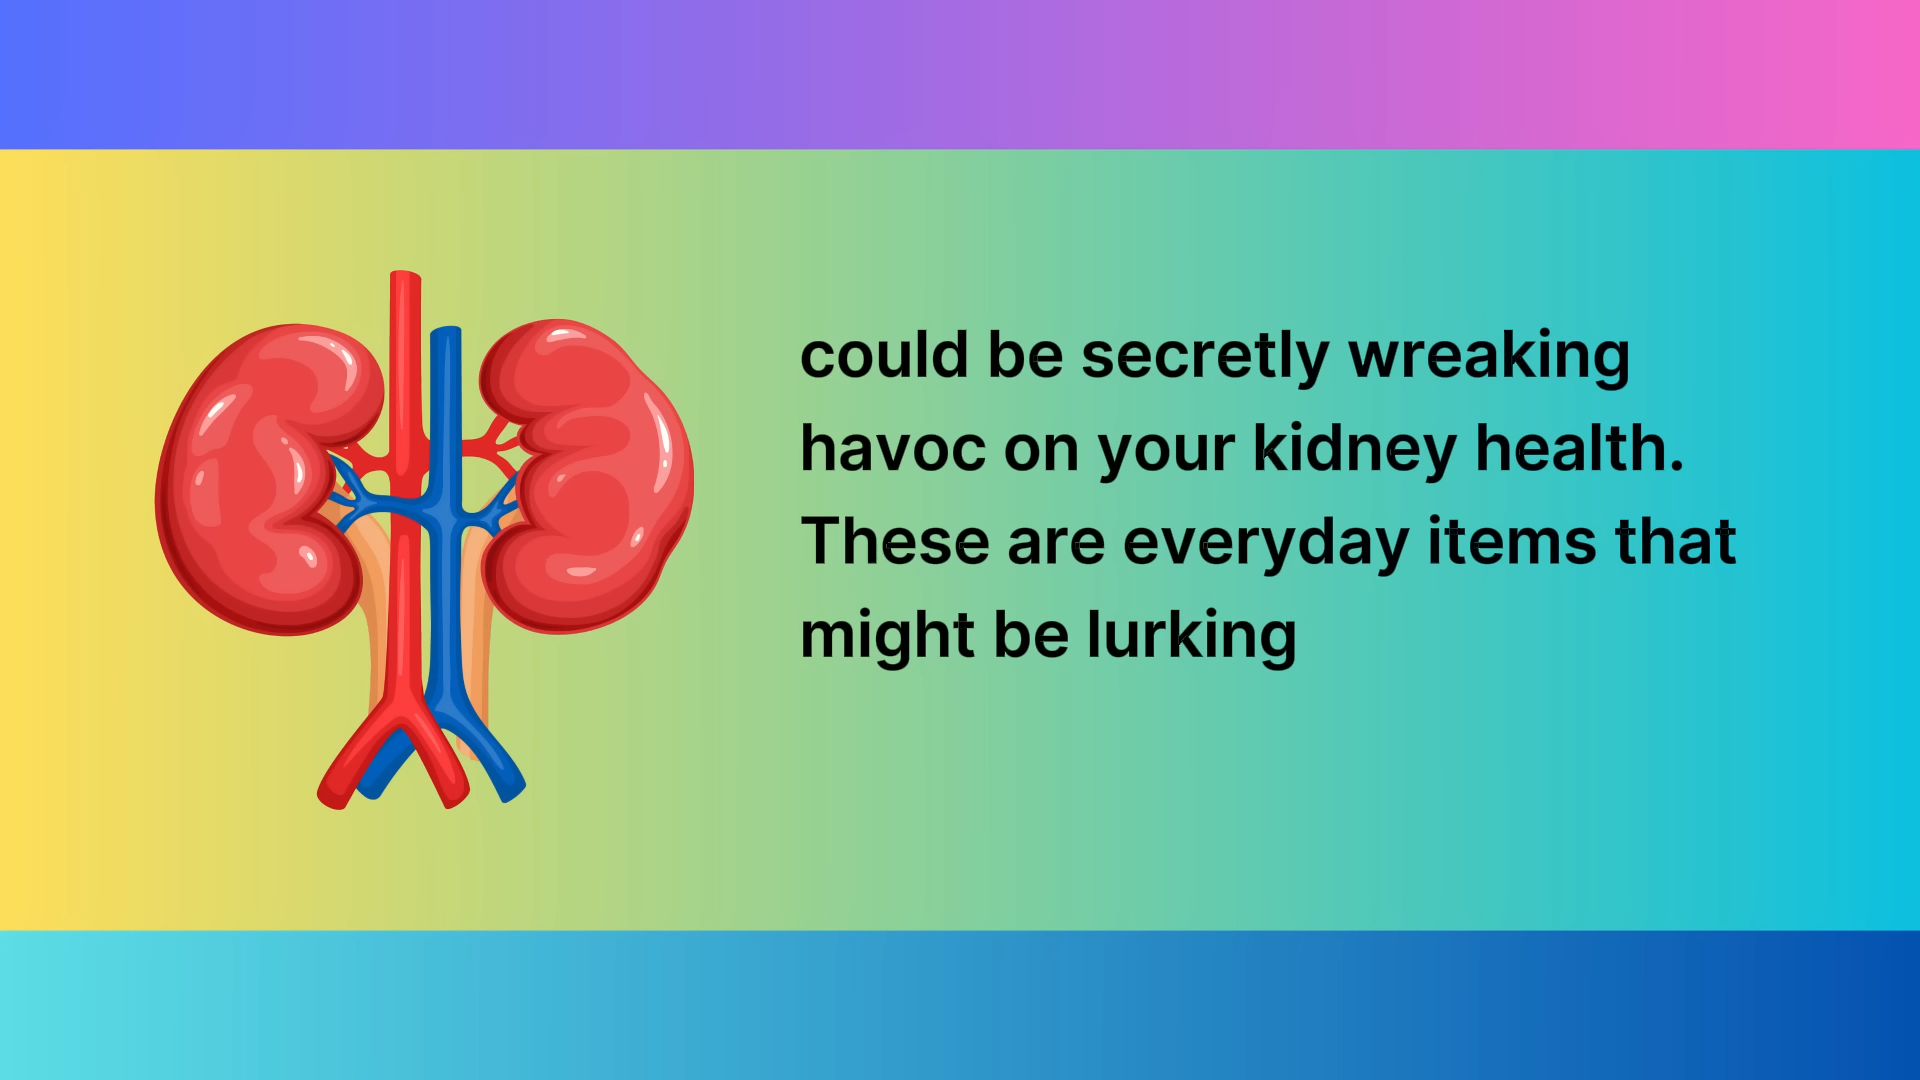 could be secretly wreaking
havoc on your kidney health.
These are everyday items that
might be lurking